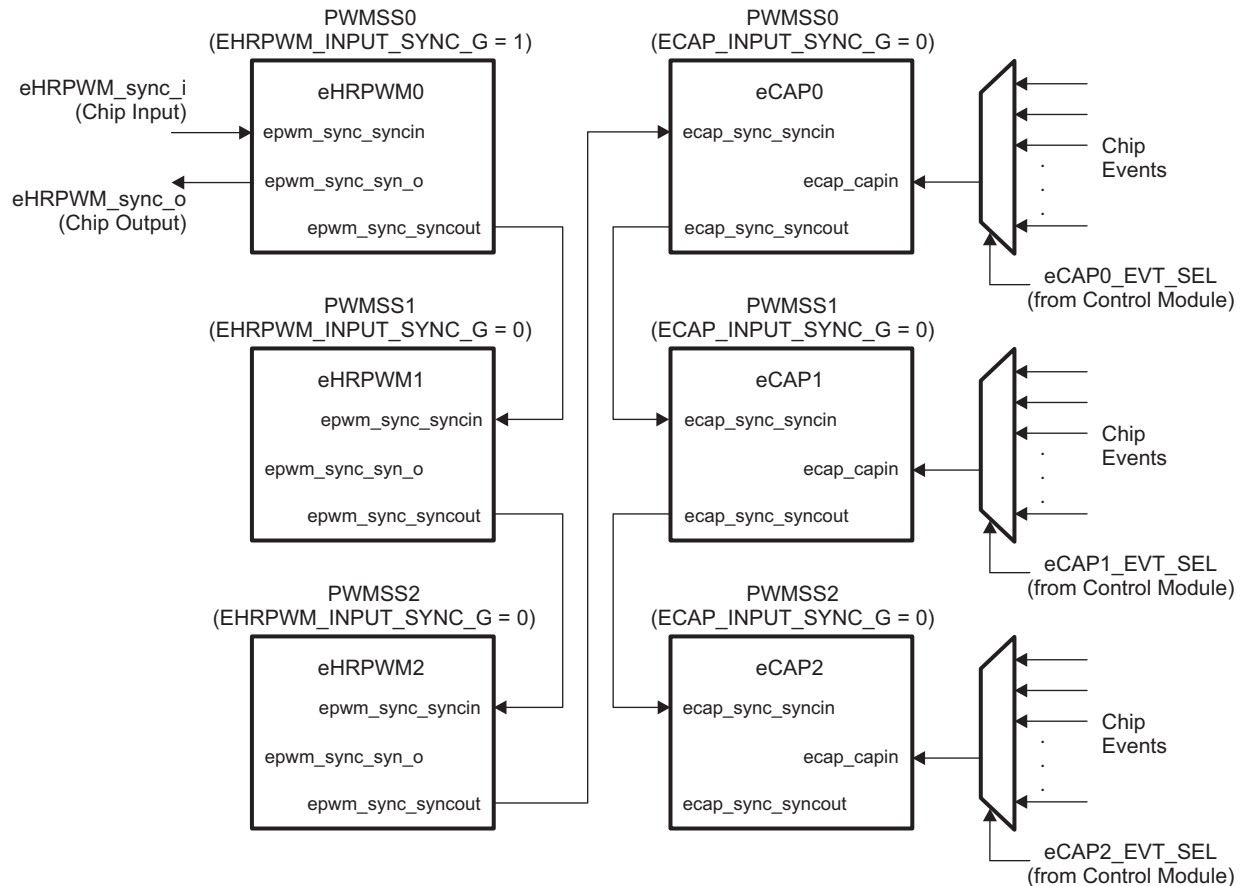 PWMSS0
(EHRPWM_INPUT_SYNC_G = 1)
eHRPWM_sync_i
(Chip Input)
eHRPWM_sync_o
(Chip Output)
eHRPWM0
epwm_sync_syncin
epwm_sync_syn_o
epwm_sync_syncout
PWMSS1
(EHRPWM_INPUT_SYNC_G = 0)
eHRPWM1
epwm_sync_syncin
epwm_sync_syn_o
epwm_sync_syncout
PWMSS2
(EHRPWM_INPUT_SYNC_G = 0)
eHRPWM2
epwm_sync_syncin
epwm_sync_syn_o
epwm_sync_syncout
PWMSS0
(ECAP_INPUT_SYNC_G = 0)
eCAP0
ecap_sync_syncin
ecap_capin
ecap_sync_syncout
Chip
Events
eCAP0_EVT_SEL
(from Control Module)
PWMSS1
(ECAP_INPUT_SYNC_G = 0)
eCAP1
ecap_sync_syncin
ecap_capin
ecap_sync_syncout
Chip
Events
eCAP1_EVT_SEL
(from Control Module)
PWMSS2
(ECAP_INPUT_SYNC_G = 0)
eCAP2
ecap_sync_syncin
ecap_capin
ecap_sync_syncout
Chip
Events
eCAP2_EVT_SEL
(from Control Module)